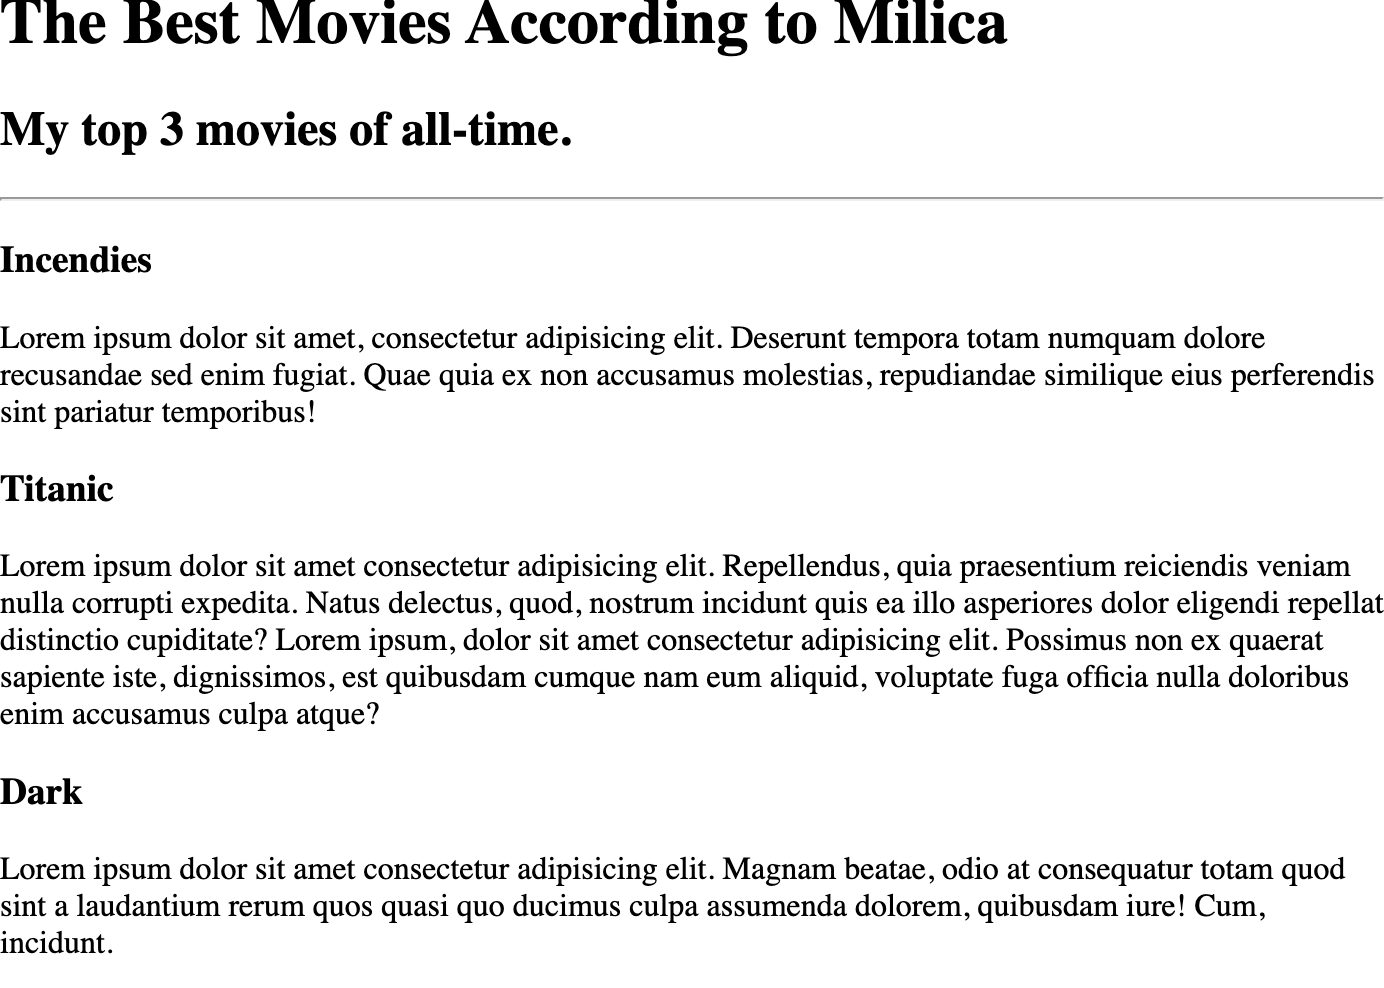 The Best Movies According to Milica
My top 3 movies of all-time.
Incendies
Lorem ipsum dolor sit amet, consectetur adipisicing elit. Deserunt tempora totam numquam dolore
recusandae sed enim fugiat. Quae quia ex non accusamus molestias, repudiandae similique eius perferendis
sint pariatur temporibus!
Titanic
Lorem ipsum dolor sit amet consectetur adipisicing elit. Repellendus, quia praesentium reiciendis veniam
nulla corrupti expedita. Natus delectus, quod, nostrum incidunt quis ea illo asperiores dolor eligendi repellat
distinctio cupiditate? Lorem ipsum, dolor sit amet consectetur adipisicing elit. Possimus non ex quaerat
sapiente iste, dignissimos, est quibusdam cumque nam eum aliquid, voluptate fuga officia nulla doloribus
enim accusamus culpa atque?
Dark
Lorem ipsum dolor sit amet consectetur adipisicing elit. Magnam beatae, odio at consequatur totam quod
sint a laudantium rerum quos quasi quo ducimus culpa assumenda dolorem, quibusdam iure! Cum,
incidunt.